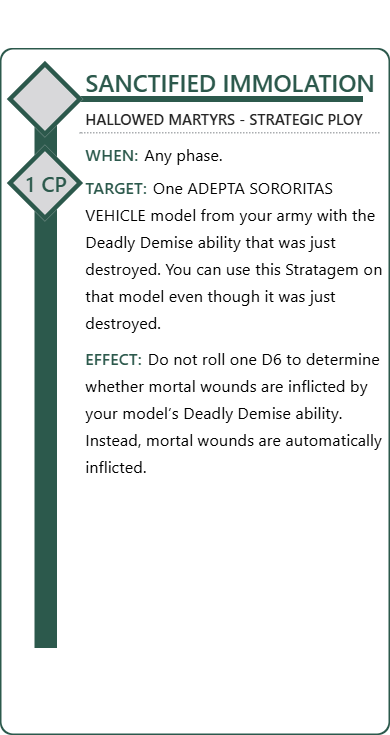 SANCTIFIED IMMOLATION
HALLOWED MARTYRS - STRATEGIC PLOY
WHEN: Any phase.
1 CP
TARGET: One ADEPTA SORORITAS
VEHICLE model from your army with the
Deadly Demise ability that was just
destroyed. You can use this Stratagem on
that model even though it was just
destroyed.
EFFECT: Do not roll one D6 to determine
whether mortal wounds are inflicted by
your model’s Deadly Demise ability.
Instead, mortal wounds are automatically
inflicted.